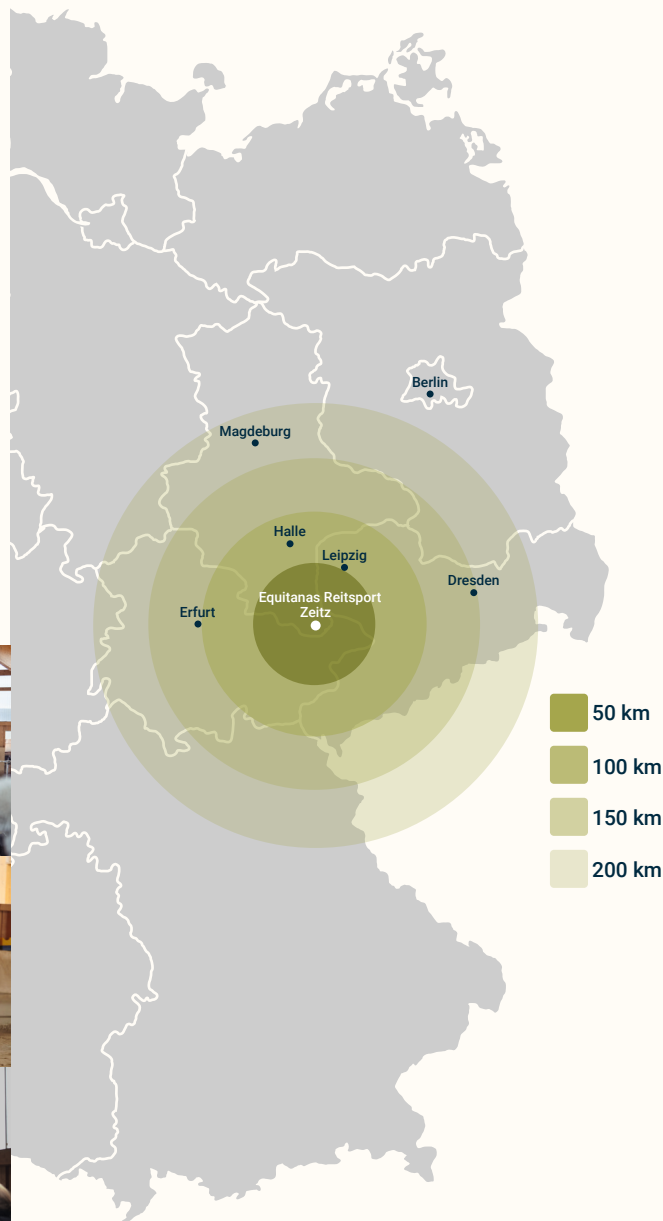 Berlin
Magdeburg
Halle
Leipzig
Dresden
Equitanas Reitsport
Zeitz
Erfurt
50 km
100 km
150 km
200 km